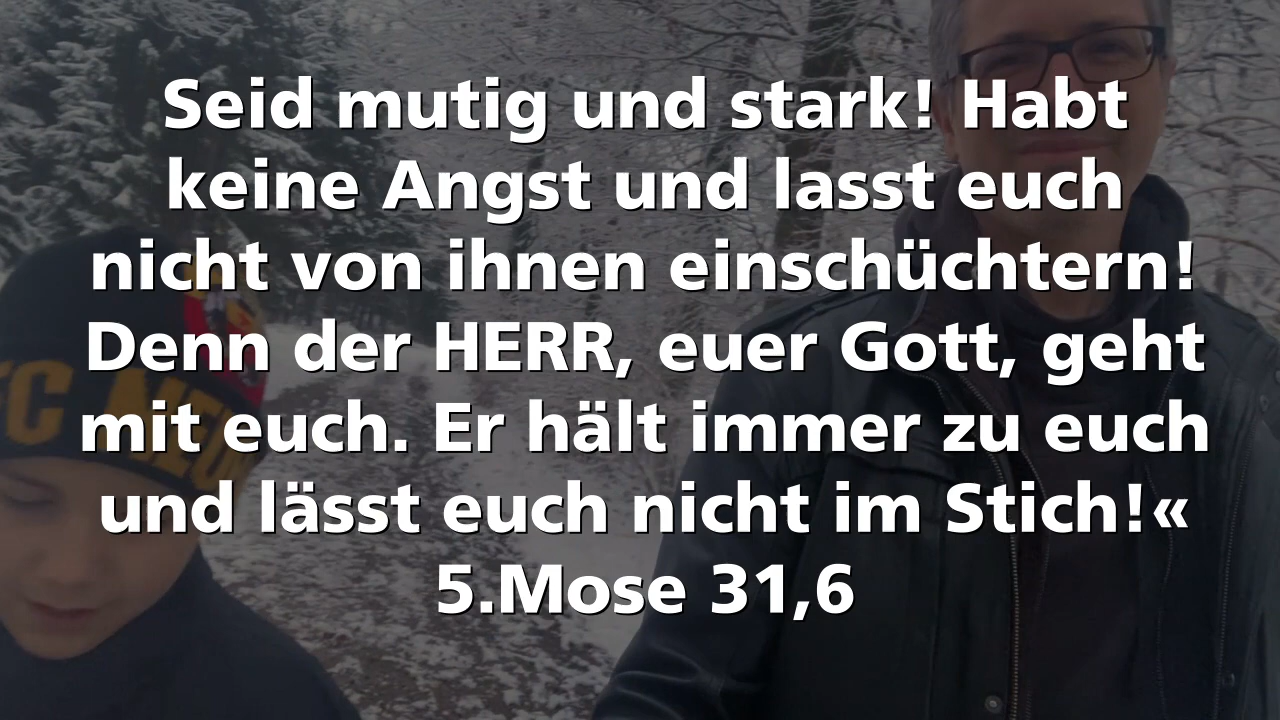 Seid mutig und stark! Habt
keine Angst und lasst euch
nicht von ihnen einschüchtern!
Denn der HERR, euer Gott, geht
mit euch. Er hält immer zu euch
und lässt euch nicht im Stich!«
5.Mose 31,6
FC